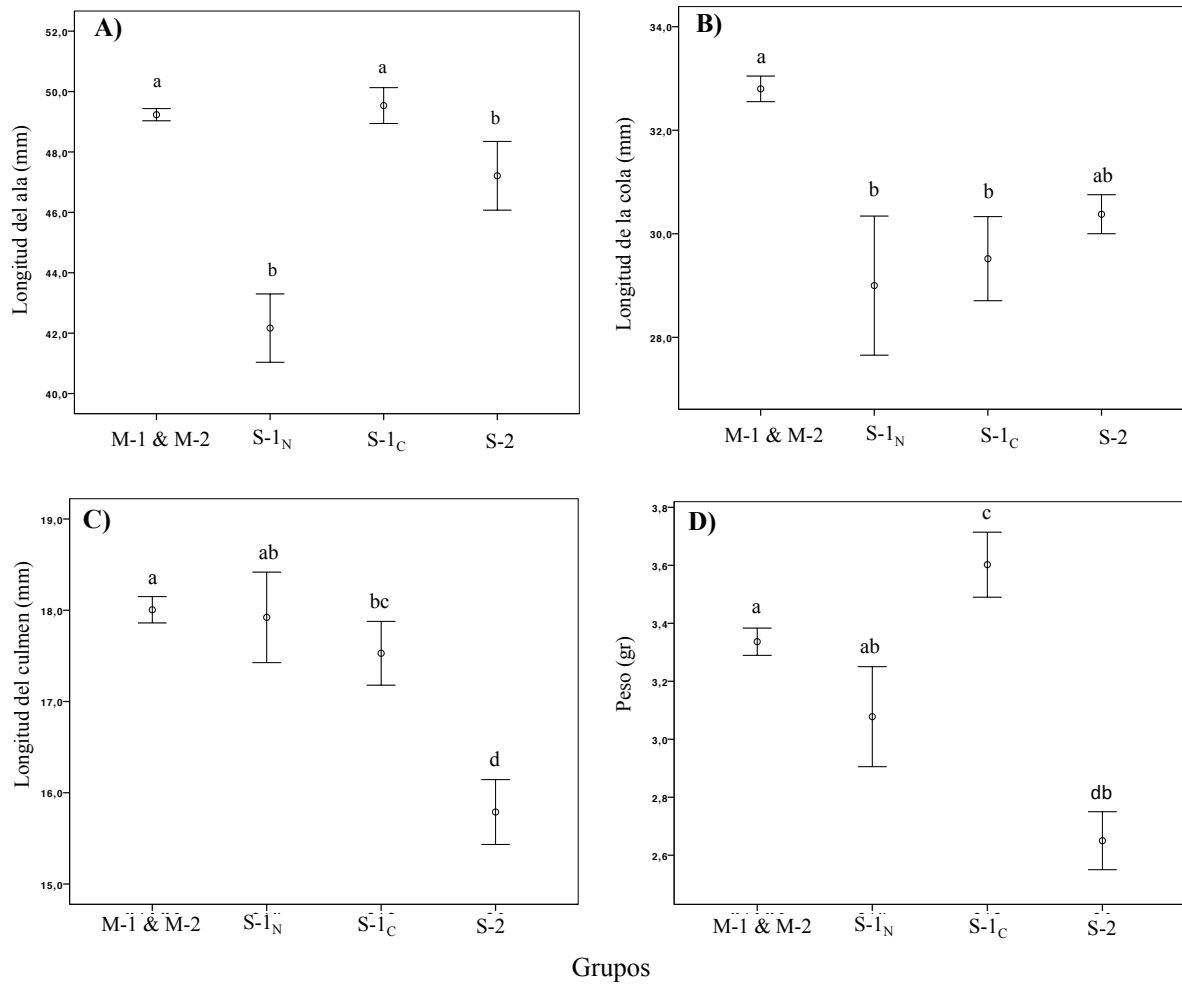 A)
Longitud del ala (mm)
52,0
50,0
48,0
46,0
44,0
42,0
40,0
a
b
a
b
M-1 & M-2 S-1N S-1C S-2
B)
Longitud de la cola (mm)
34,0
32,0
30,0
28,0
a
b
b
ab
M-1 & M-2 S-1N S-1C S-2
C)
Longitud del culmen (mm)
19,0
18,0
17,0
16,0
15,0
a
ab
bc
d
M-1 & M-2 S-1N S-1C S-2
D)
Peso (gr)
3,8
3,6
3,4
3,2
3,0
2,8
2,6
a
ab
c
db
M-1 & M-2 S-1N S-1C S-2
Grupos